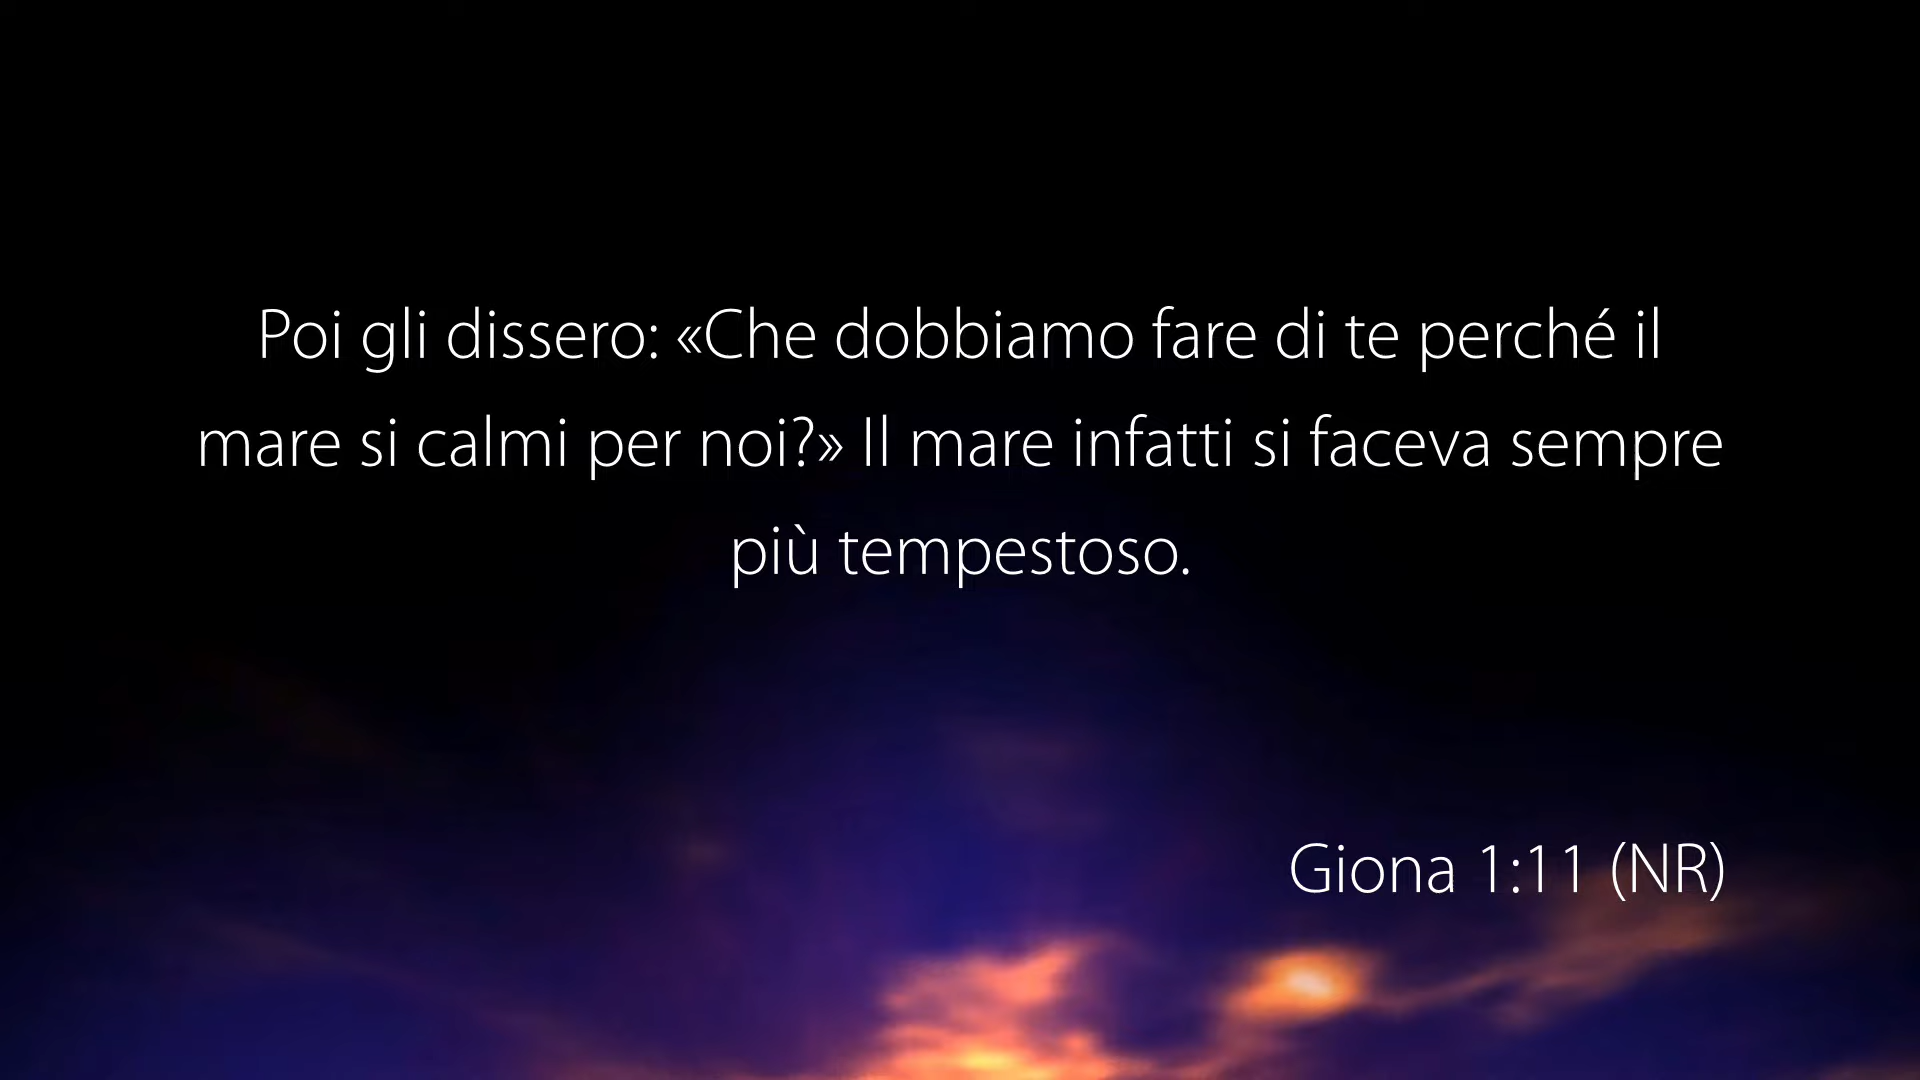 Poi gli dissero: «Che dobbiamo fare di te perché il
mare si calmi per noi?» Il mare infatti si faceva sempre
più tempestoso.
Giona 1:11 (NR)